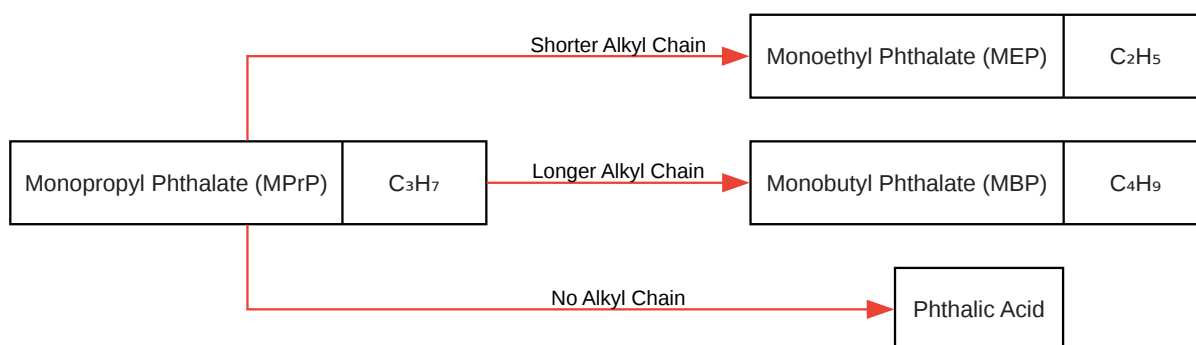 Shorter Alkyl Chain
Monoethyl Phthalate (MEP)
C₂H₅
Monopropyl Phthalate (MPrP)
C₃H₇
Longer Alkyl Chain
Monobutyl Phthalate (MBP)
C₄H₉
No Alkyl Chain
Phthalic Acid